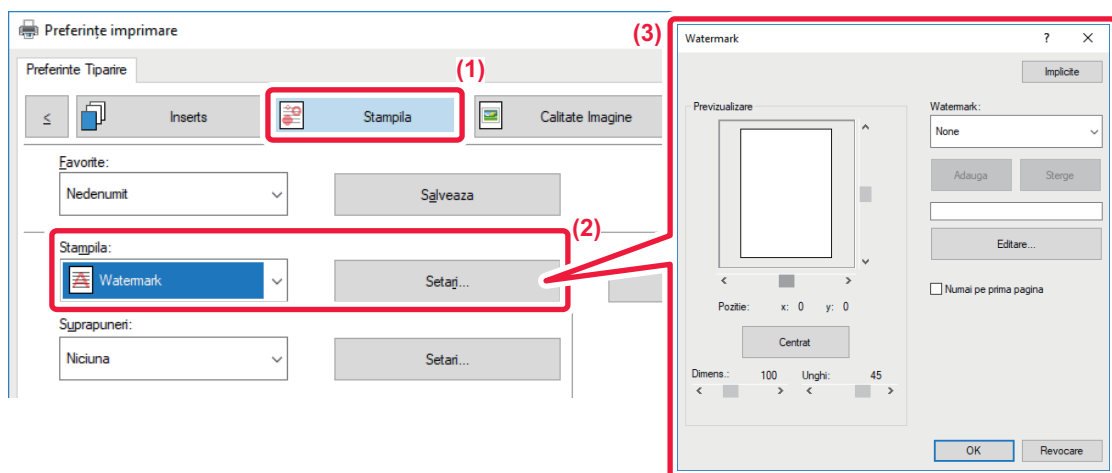 Preferințe imprimare
Preferinte Tiparire
(1)
< Inserts Stampila Calitate Imagine
Favorite:
Nedenumit Salveaza
(2)
Stampila:
Watermark Setari...
Suprapuneri:
Niciuna Setari...
(3)
Watermark ?
Implicite
Previzualizare Watermark:
None
Adauga Sterge
Editare...
Numai pe prima pagina
Pozitie: x: 0 y: 0
Centrat
Dimens.: 100 Unghi: 45
OK Revocare